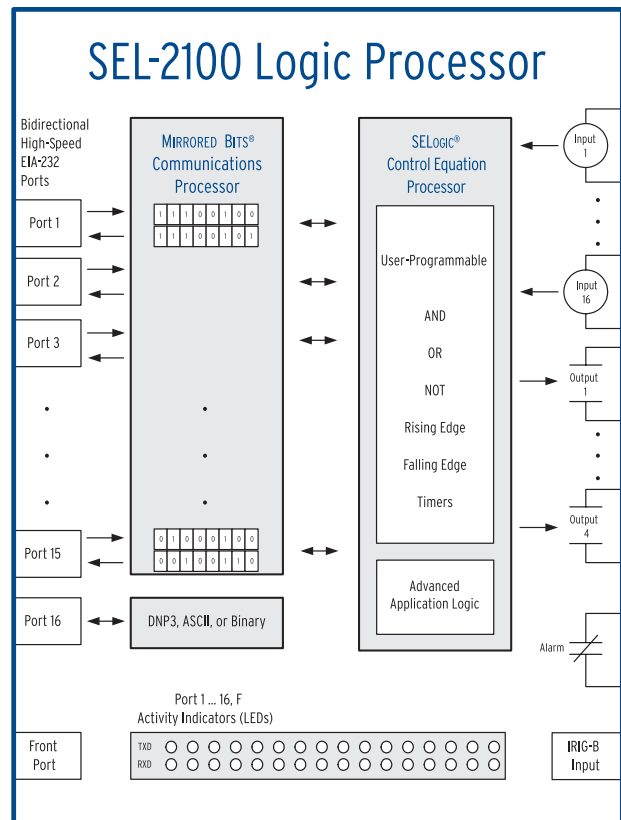 SEL-2100 Logic Processor
Bidirectional
High-Speed
EIA-232
Ports
MIRRORED BITS®
Communications
Processor
SELOGIC®
Control Equation
Processor
Input
1
Port 1
1 1 1 0 0 1 0 0
1 1 1 0 0 1 0 1
User-Programmable
Port 2
Input
16
AND
Port 3
OR
NOT
Output
1
Rising Edge
Falling Edge
Timers
Output
4
Port 15
0 1 0 0 0 1 0 0
0 0 1 0 0 1 0 0
Advanced
Application Logic
Port 16
DNP3, ASCII, or Binary
Alarm
Port 1 ... 16, F
Activity Indicators (LEDs)
Front
Port
TXD
RXD
IRIG-B
Input